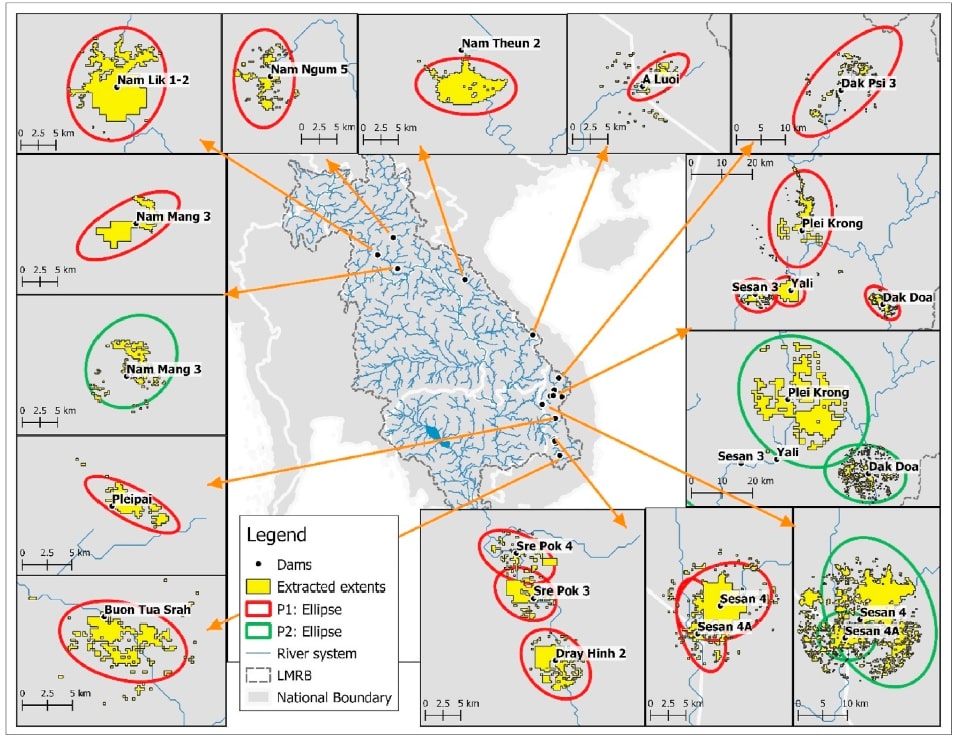 Nam Lik 1-2
0 2.5 5 km
Nam Ngum 5
0 2.5 5 km
Nam Theun 2
0 2.5 5 km
A Luoi
0 2.5 5 km
Dak Psi 3
0 5 10 km
Nam Mang 3
0 2.5 5 km
0 10 20 km
Plei Krong
Sesan 3
Yali
Dak Doa
Nam Mang 3
0 2.5 5 km
Plei Krong
Sesan 3
Yali
Dak Doa
0 10 20 km
Pleipai
0 2.5 5 km
Buon Tua Srah
0 2.5 5 km
Legend
Dams
Extracted extents
P1: Ellipse
P2: Ellipse
River system
LMRB
National Boundary
Sre Pok 4
Sre Pok 3
Dray Hinh 2
0 2.5 5 km
Sesan 4
Sesan 4A
0 2.5 5 km
Sesan 4
Sesan 4A
0 5 10 km